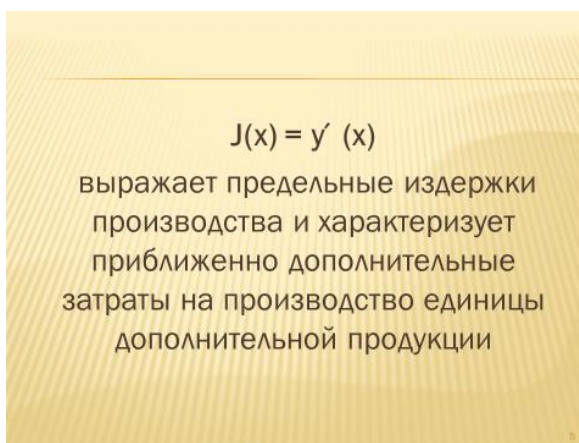 J(x) = y′ (x)
выражает предельные издержки
производства и характеризует
приближенно дополнительные
затраты на производство единицы
дополнительной продукции